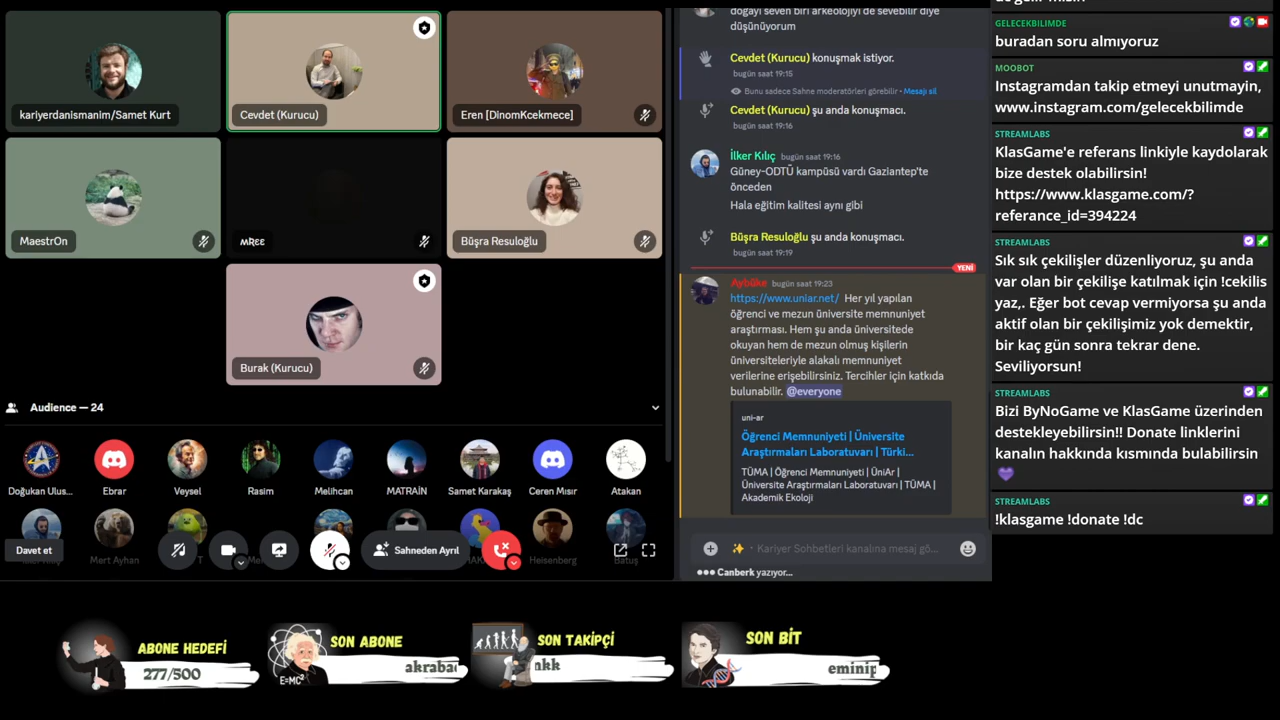 kariyerdanismanim/Samet Kurt
Cevdet (Kurucu)
Eren [DinomKcekmece]
MaestrOn
mʀɛɛ
Büşra Resuloğlu
Burak (Kurucu)
Audience — 24
Doğukan Ulus...
Ebrar
Veysel
Rasim
Melihcan
MATRAİN
Samet Karakaş
Ceren Mısır
Atakan
Mert Ayhan
Heisenberg
Batuş
Davet et
Sahneden Ayrıl
doğayı seven biri arkeolojiyi de sevebilir diye
düşünüyorum
Cevdet (Kurucu) konuşmak istiyor.
bugün saat 19:15
Bunu sadece Sahne moderatörleri görebilir • Mesajı sil
Cevdet (Kurucu) şu anda konuşmacı.
bugün saat 19:16
İlker Kılıç bugün saat 19:16
Güney-ODTÜ kampüsü vardı Gaziantep'te
önceden
Hala eğitim kalitesi aynı gibi
Büşra Resuloğlu şu anda konuşmacı.
bugün saat 19:19
YENİ
Aybüke bugün saat 19:23
https://www.uniar.net/ Her yıl yapılan
öğrenci ve mezun üniversite memnuniyet
araştırması. Hem şu anda üniversitede
okuyan hem de mezun olmuş kişilerin
üniversiteleriyle alakalı memnuniyet
verilerine erişebilirsiniz. Tercihler için katkıda
bulunabilir. @everyone
uni-ar
Öğrenci Memnuniyeti | Üniversite
Araştırmaları Laboratuvarı | Türki...
TÜMA | Öğrenci Memnuniyeti | ÜniAr |
Üniversite Araştırmaları Laboratuvarı | TÜMA |
Akademik Ekoloji
Kariyer Sohbetleri kanalına mesaj gö...
Canberk yazıyor...
GELECEKBILIMDE
buradan soru almıyoruz
MOOBOT
Instagramdan takip etmeyi unutmayin,
www.instagram.com/gelecekbilimde
STREAMLABS
KlasGame'e referans linkiyle kaydolarak
bize destek olabilirsin!
https://www.klasgame.com/?
referance_id=394224
STREAMLABS
Sık sık çekilişler düzenliyoruz, şu anda
var olan bir çekilişe katılmak için !cekilis
yaz,. Eğer bot cevap vermiyorsa şu anda
aktif olan bir çekilişimiz yok demektir,
bir kaç gün sonra tekrar dene.
Seviliyorsun!
STREAMLABS
Bizi ByNoGame ve KlasGame üzerinden
destekleyebilirsin!! Donate linklerini
kanalın hakkında kısmında bulabilirsin
STREAMLABS
!klasgame !donate !dc
ABONE HEDEFİ
277/500
SON ABONE
akraba
E=MC²
SON TAKİPÇİ
nkk
SON BİT
eminip